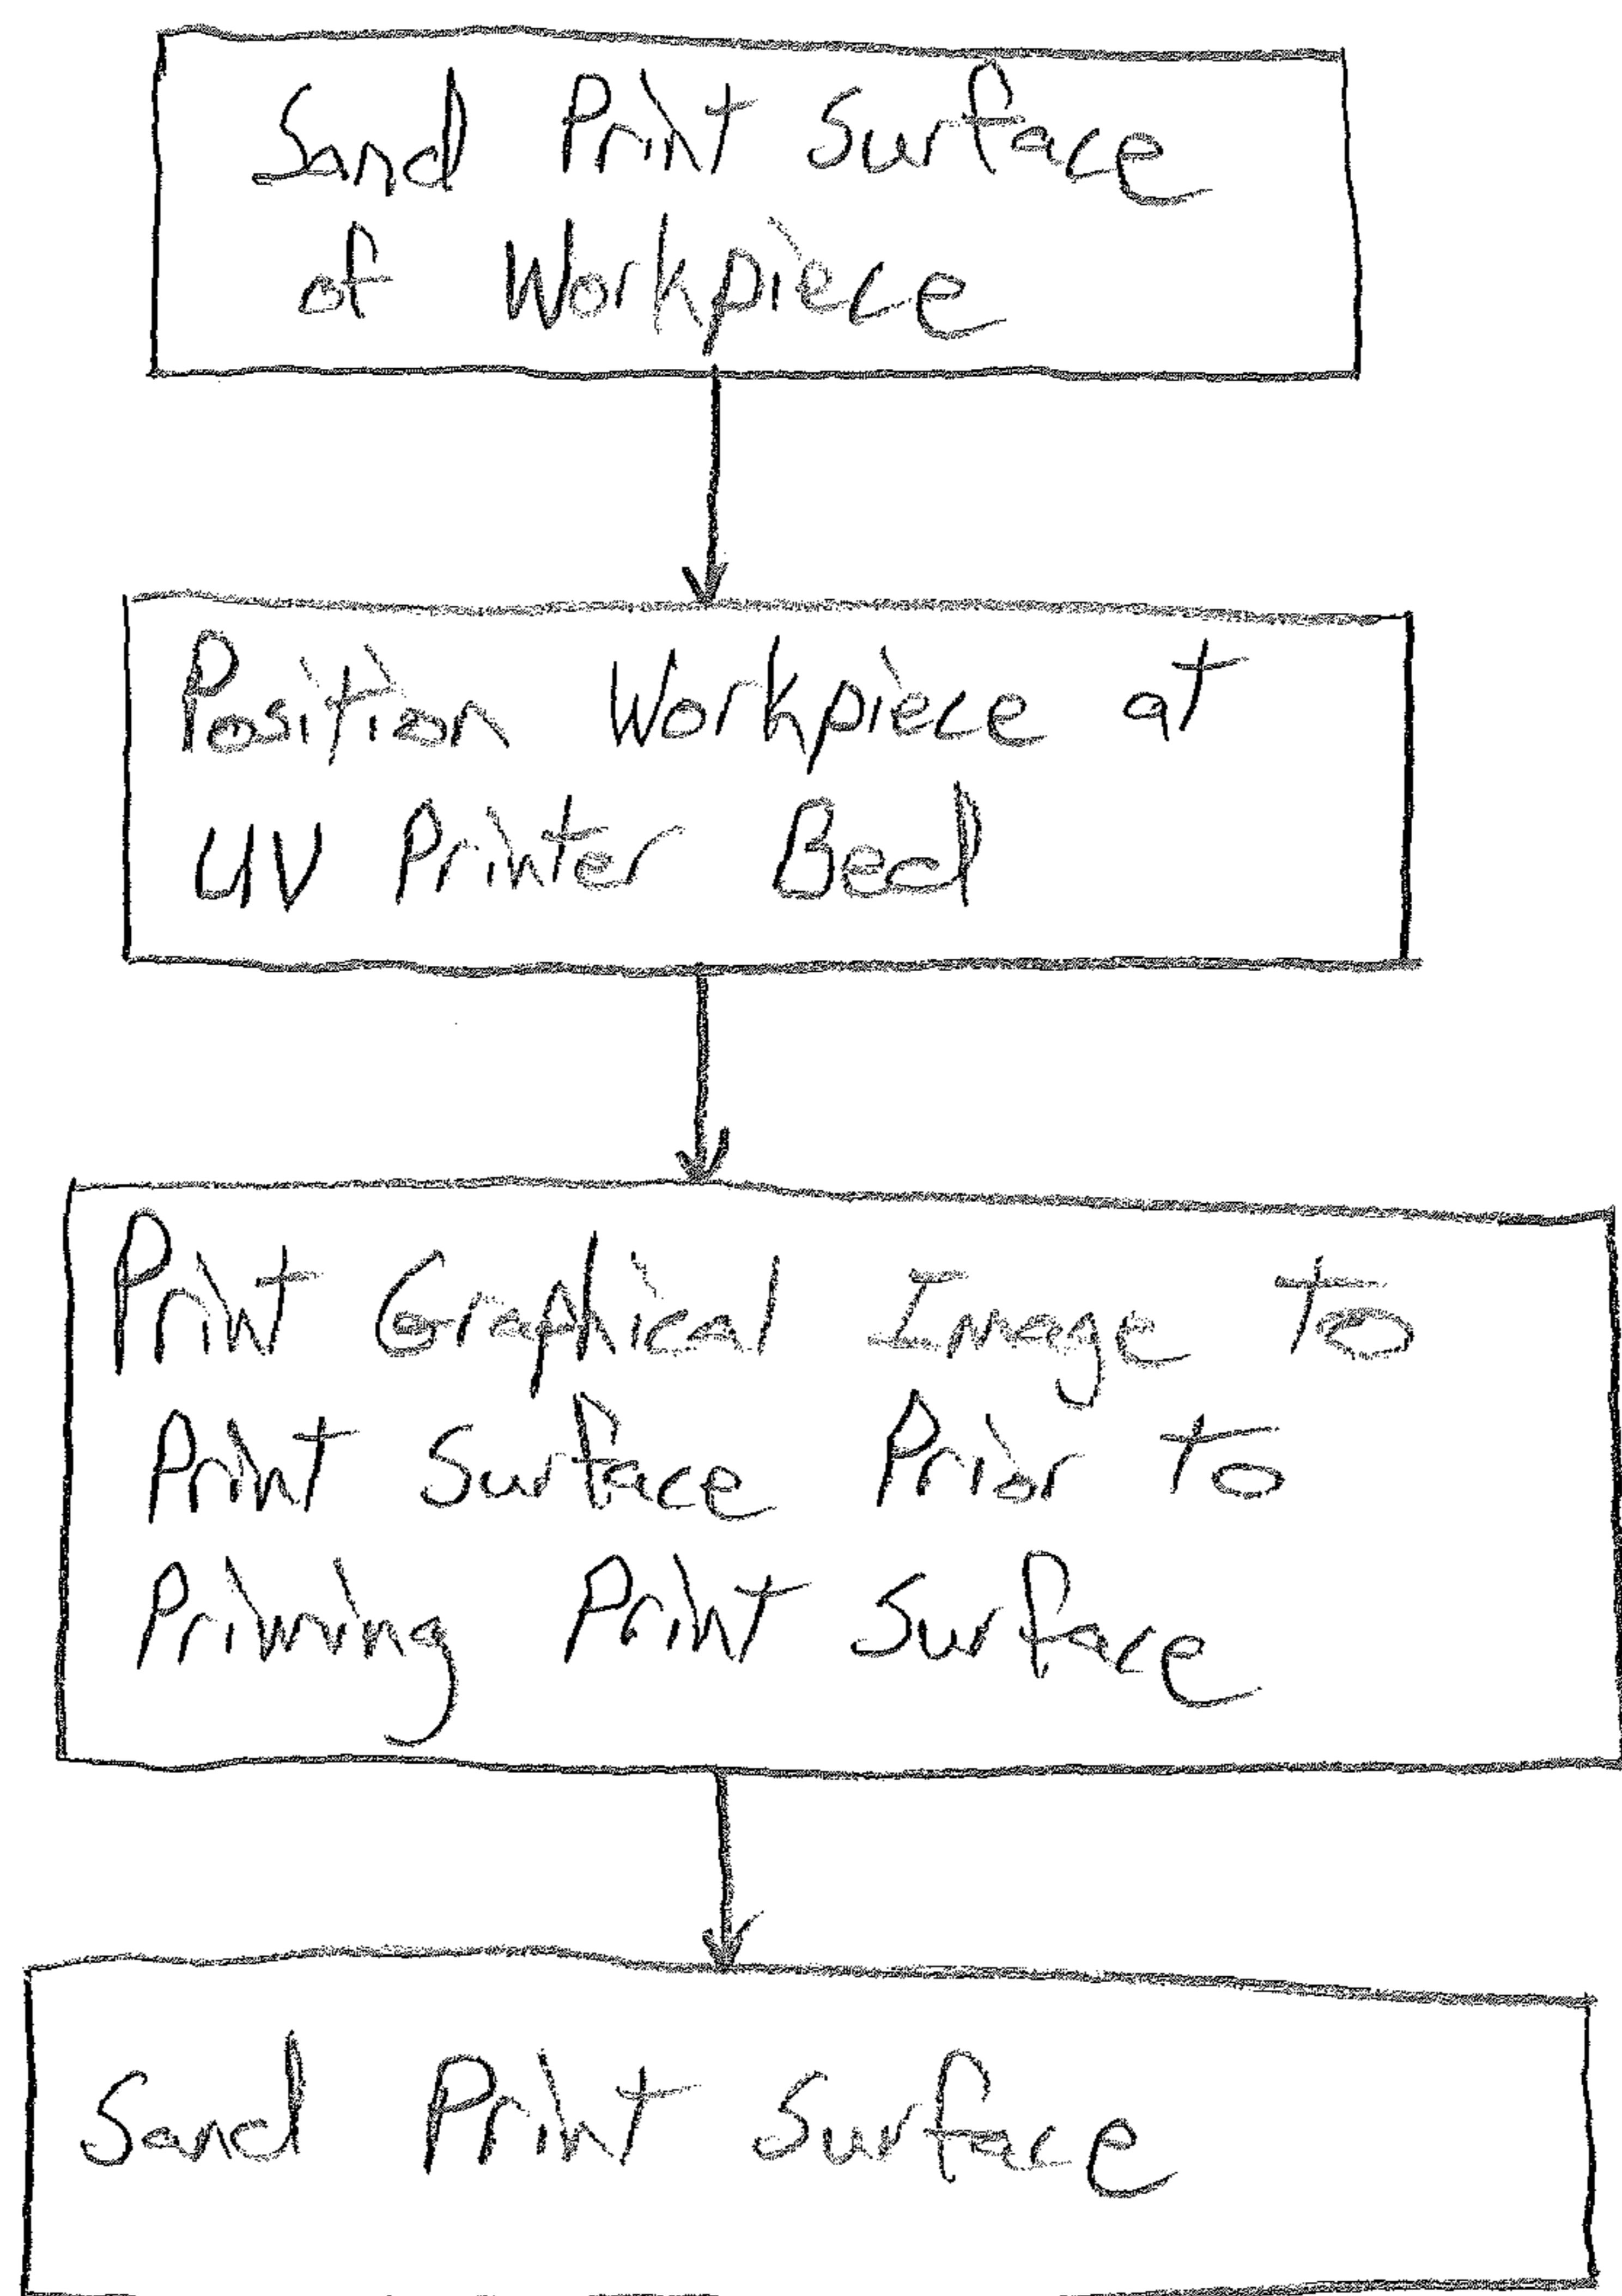 Sand Print Surface
of Workpiece
Position Workpiece at
UV Printer Bed
Print Graphical Image to
Print Surface Prior to
Priming Print Surface
Sand Print Surface